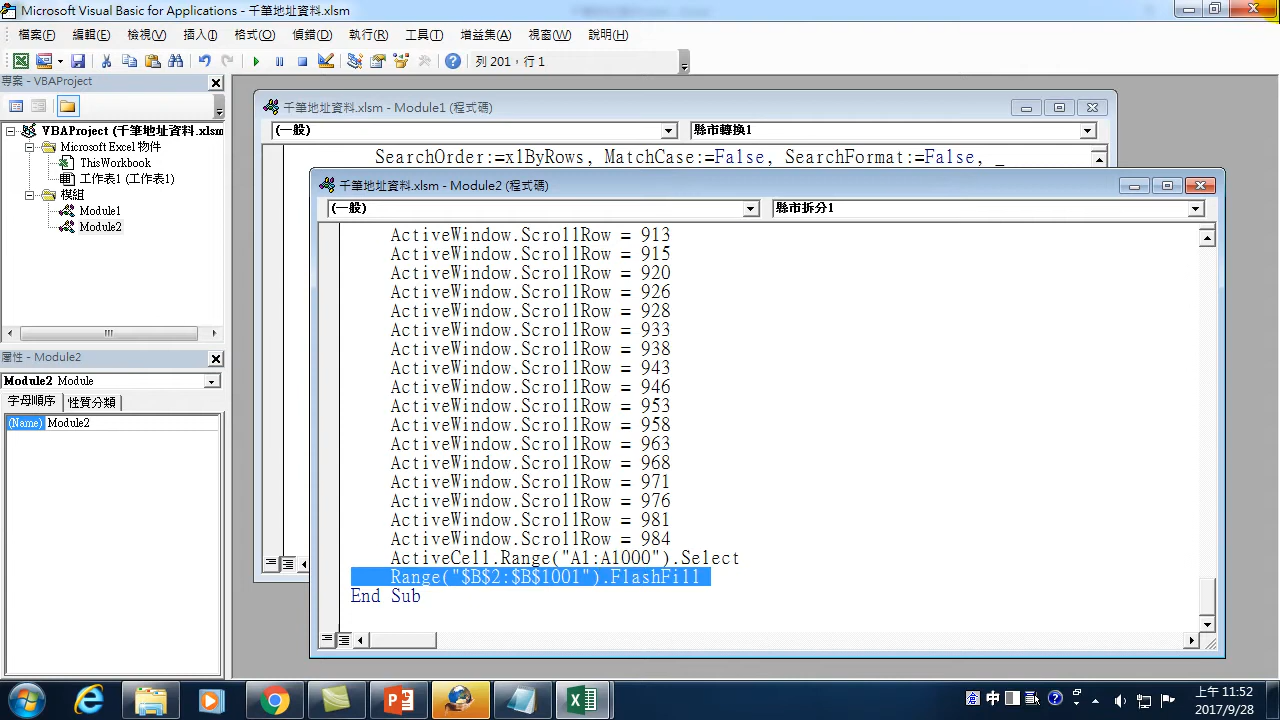 Microsoft Visual Basic for Applications - 千筆地址資料.xlsm
檔案(F) 編輯(E) 檢視(V) 插入(I) 格式(O) 偵錯(D) 執行(R) 工具(T) 增益集(A) 視窗(W) 說明(H)
列 201，行 1
專案 - VBAProject
VBAProject (千筆地址資料.xlsm
Microsoft Excel 物件
ThisWorkbook
工作表1 (工作表1)
模組
Module1
Module2
屬性 - Module2
Module2 Module
字母順序 性質分類
(Name) Module2
千筆地址資料.xlsm - Module1 (程式碼)
(一般) 縣市轉換1
SearchOrder:=xlByRows, MatchCase:=False, SearchFormat:=False, _
千筆地址資料.xlsm - Module2 (程式碼)
(一般) 縣市拆分1
ActiveWindow.ScrollRow = 913
ActiveWindow.ScrollRow = 915
ActiveWindow.ScrollRow = 920
ActiveWindow.ScrollRow = 926
ActiveWindow.ScrollRow = 928
ActiveWindow.ScrollRow = 933
ActiveWindow.ScrollRow = 938
ActiveWindow.ScrollRow = 943
ActiveWindow.ScrollRow = 946
ActiveWindow.ScrollRow = 953
ActiveWindow.ScrollRow = 958
ActiveWindow.ScrollRow = 963
ActiveWindow.ScrollRow = 968
ActiveWindow.ScrollRow = 971
ActiveWindow.ScrollRow = 976
ActiveWindow.ScrollRow = 981
ActiveWindow.ScrollRow = 984
ActiveCell.Range("A1:A1000").Select
Range("$B$2:$B$1001").FlashFill
End Sub
中
上午 11:52
2017/9/28